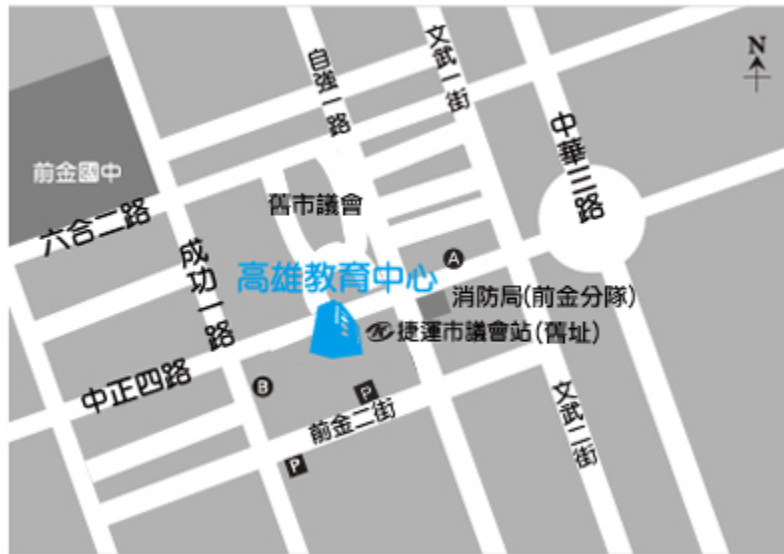 N
自強一路
文武一街
中華三路
前金國中
舊市議會
六合二路
成功一路
高雄教育中心
A
消防局(前金分隊)
捷運市議會站(舊址)
中正四路
B
P
前金二街
文武二街
P